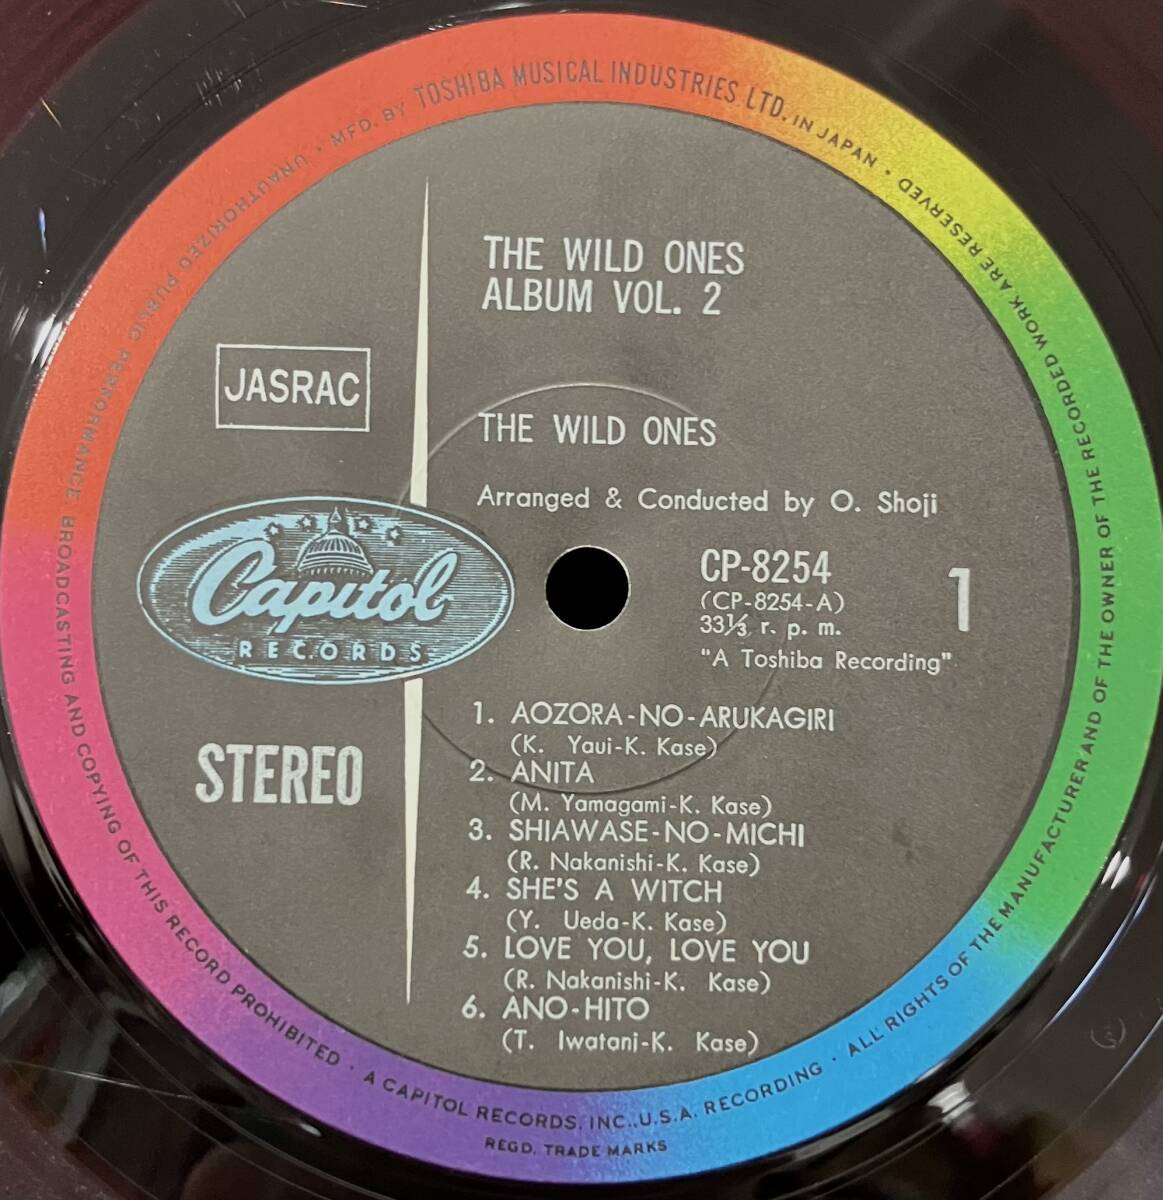 MFD. BY TOSHIBA MUSICAL INDUSTRIES LTD. IN JAPAN · ALL RIGHTS OF THE MANUFACTURER AND OF THE OWNER OF THE RECORDED WORK ARE RESERVED · UNAUTHORIZED PUBLIC PERFORMANCE BROADCASTING AND COPYING OF THIS RECORD PROHIBITED · A CAPITOL RECORDS, INC., U.S.A. RECORDING ·
REGD. TRADE MARKS
THE WILD ONES
ALBUM VOL. 2
JASRAC
THE WILD ONES
Arranged & Conducted by O. Shoji
Capitol
RECORDS
CP-8254
(CP-8254-A)
33⅓ r. p. m.
"A Toshiba Recording"
1
STEREO
1. AOZORA-NO-ARUKAGIRI
(K. Yaui-K. Kase)
2. ANITA
(M. Yamagami-K. Kase)
3. SHIAWASE-NO-MICHI
(R. Nakanishi-K. Kase)
4. SHE'S A WITCH
(Y. Ueda-K. Kase)
5. LOVE YOU, LOVE YOU
(R. Nakanishi-K. Kase)
6. ANO-HITO
(T. Iwatani-K. Kase)